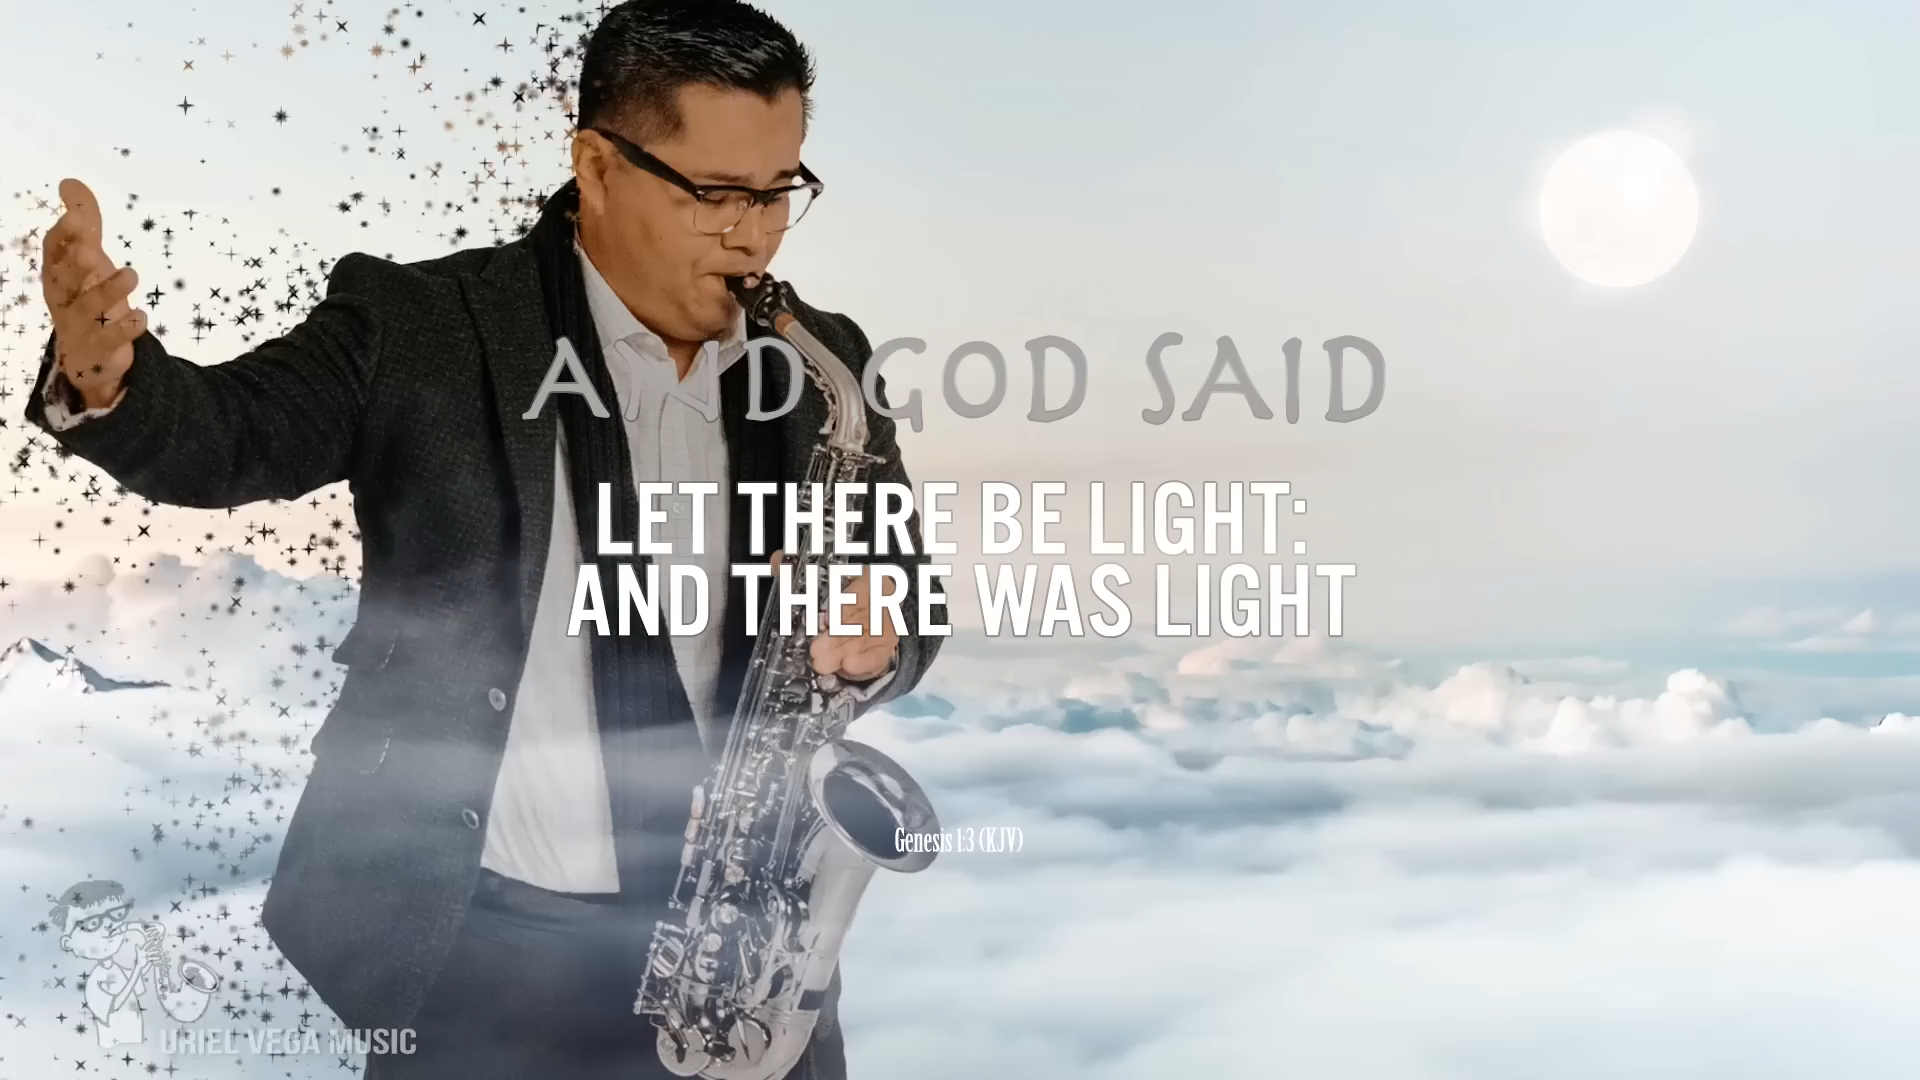 AND GOD SAID
LET THERE BE LIGHT:
AND THERE WAS LIGHT
Genesis 1:3 (KJV)
URIEL VEGA MUSIC